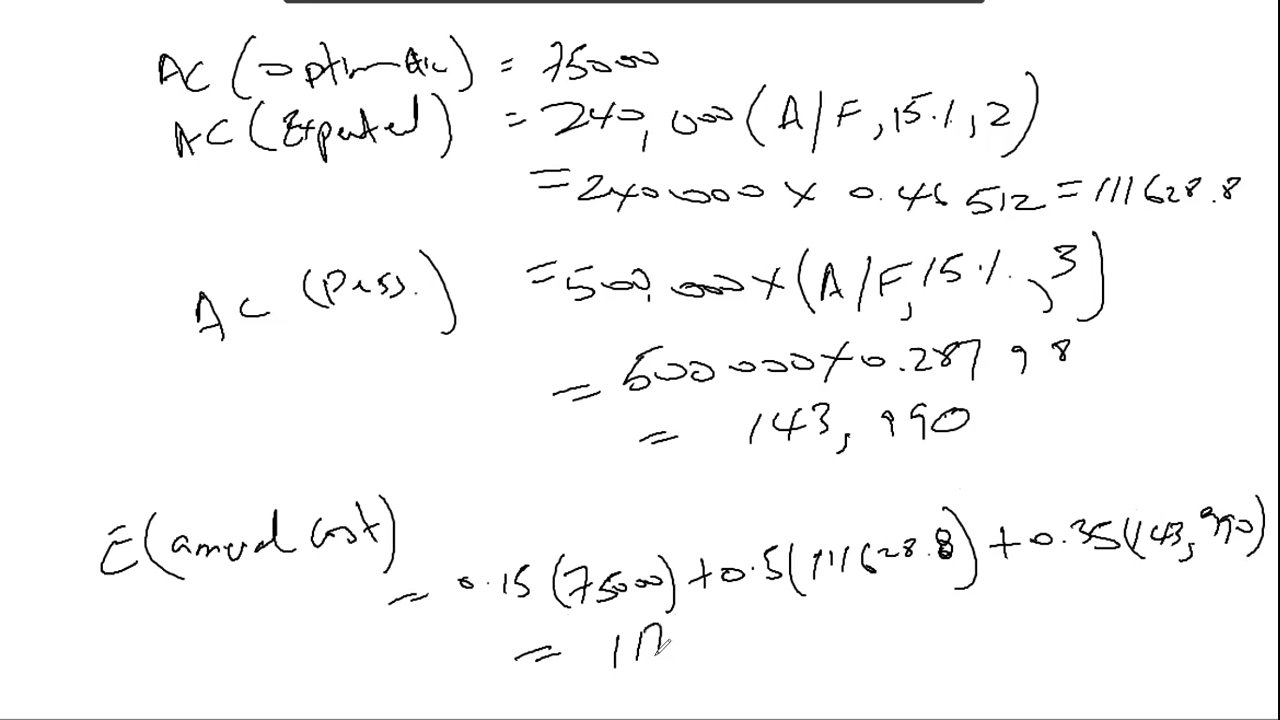 AC (optimistic) = 75000
AC (Expected) = 240,000 (A/F, 15%, 2)
= 240000 × 0.46512 = 111628.8
AC (Pess.) = 500,000 × (A/F, 15%, 3)
= 500000 × 0.28798
= 143,990
E(annual cost)
= 0.15 (75000) + 0.5(111628.8) + 0.35(143,990)
= 11